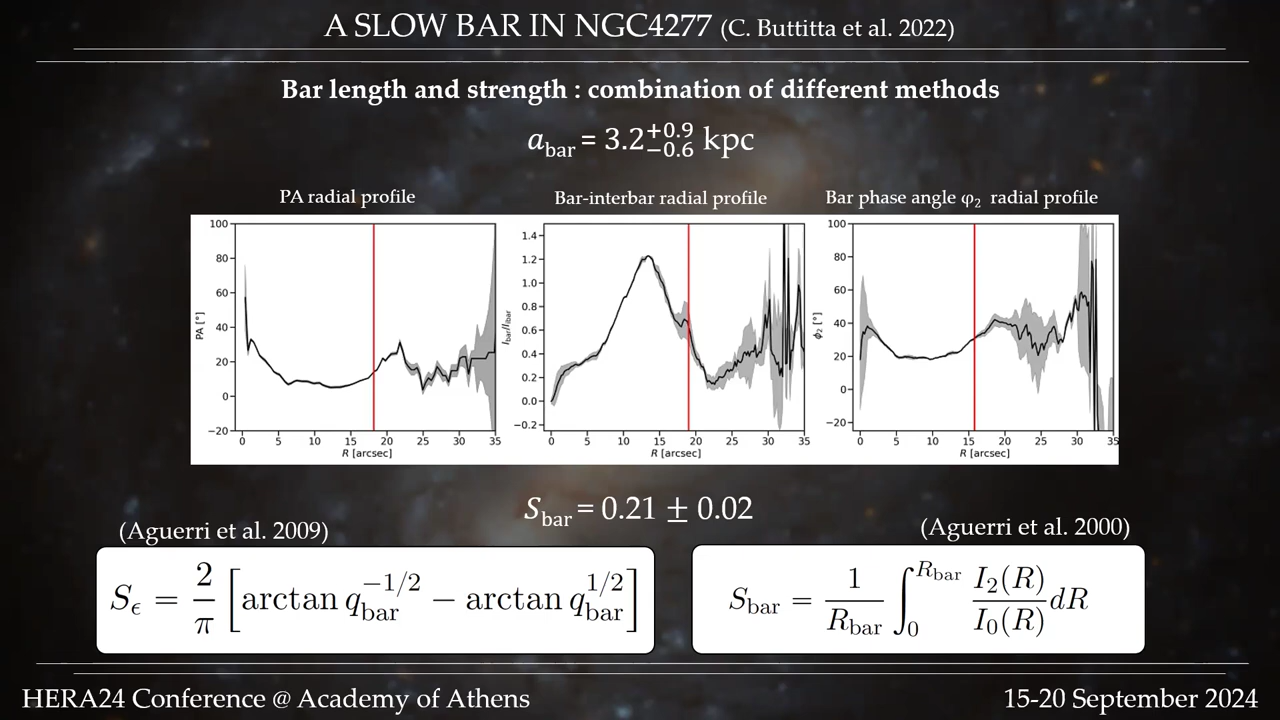 A SLOW BAR IN NGC4277 (C. Buttitta et al. 2022)
Bar length and strength : combination of different methods
a_bar = 3.2^{+0.9}_{−0.6} kpc
PA radial profile
Bar-interbar radial profile
Bar phase angle φ₂ radial profile
100
80
60
40
20
0
−20
PA [°]
0 5 10 15 20 25 30 35
R [arcsec]
1.4
1.2
1.0
0.8
0.6
0.4
0.2
0.0
−0.2
I_bar/I_ibar
0 5 10 15 20 25 30 35
R [arcsec]
100
80
60
40
20
0
−20
ϕ₂ [°]
0 5 10 15 20 25 30 35
R [arcsec]
S_bar = 0.21 ± 0.02
(Aguerri et al. 2009)
(Aguerri et al. 2000)
S_ϵ = 2/π [arctan q_bar^{−1/2} − arctan q_bar^{1/2}]
S_bar = 1/R_bar ∫_0^{R_bar} I_2(R)/I_0(R) dR
HERA24 Conference @ Academy of Athens
15-20 September 2024